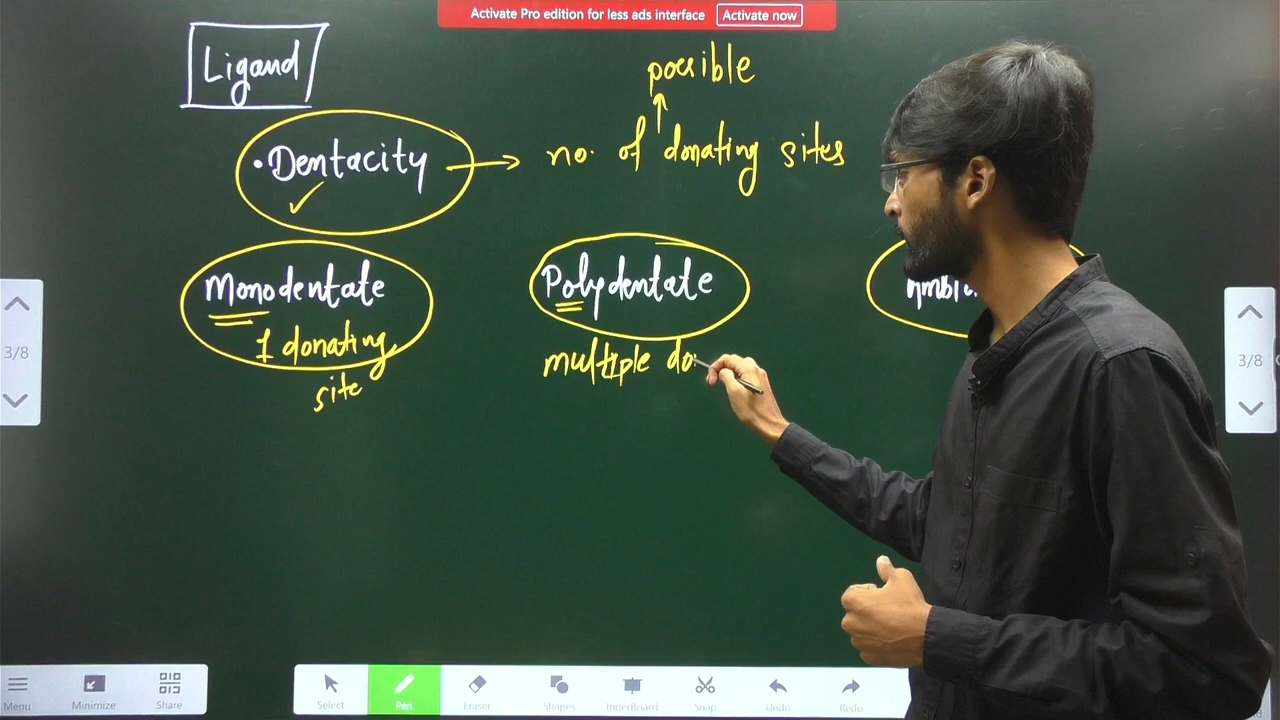 Activate Pro edition for less ads interface Activate now
Ligand
possible
• Dentacity → no. of donating sites
Monodentate
1 donating
site
Polydentate
multiple do
3/8
3/8
Menu
Minimize
Share
Select
Pen
Eraser
Shapes
InnerBoard
Snap
Undo
Redo